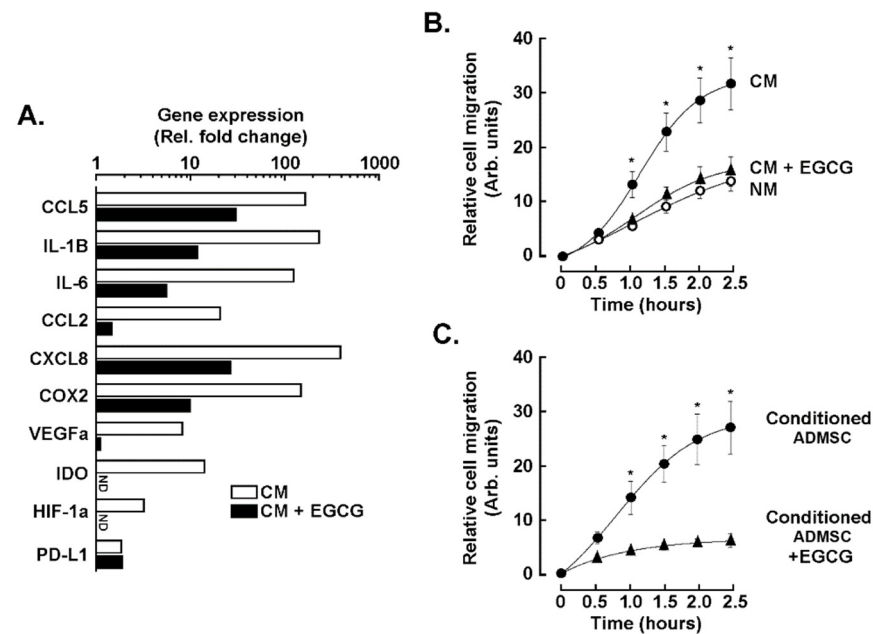 A.
Gene expression
(Rel. fold change)
1 10 100 1000
CCL5
IL-1B
IL-6
CCL2
CXCL8
COX2
VEGFa
IDO
ND
HIF-1a
ND
PD-L1
CM
CM + EGCG
B.
Relative cell migration
(Arb. units)
40
30
20
10
0
* * * * *
CM
CM + EGCG
NM
0 0.5 1.0 1.5 2.0 2.5
Time (hours)
C.
Relative cell migration
(Arb. units)
40
30
20
10
0
* * * *
Conditioned
ADMSC
Conditioned
ADMSC
+EGCG
0 0.5 1.0 1.5 2.0 2.5
Time (hours)